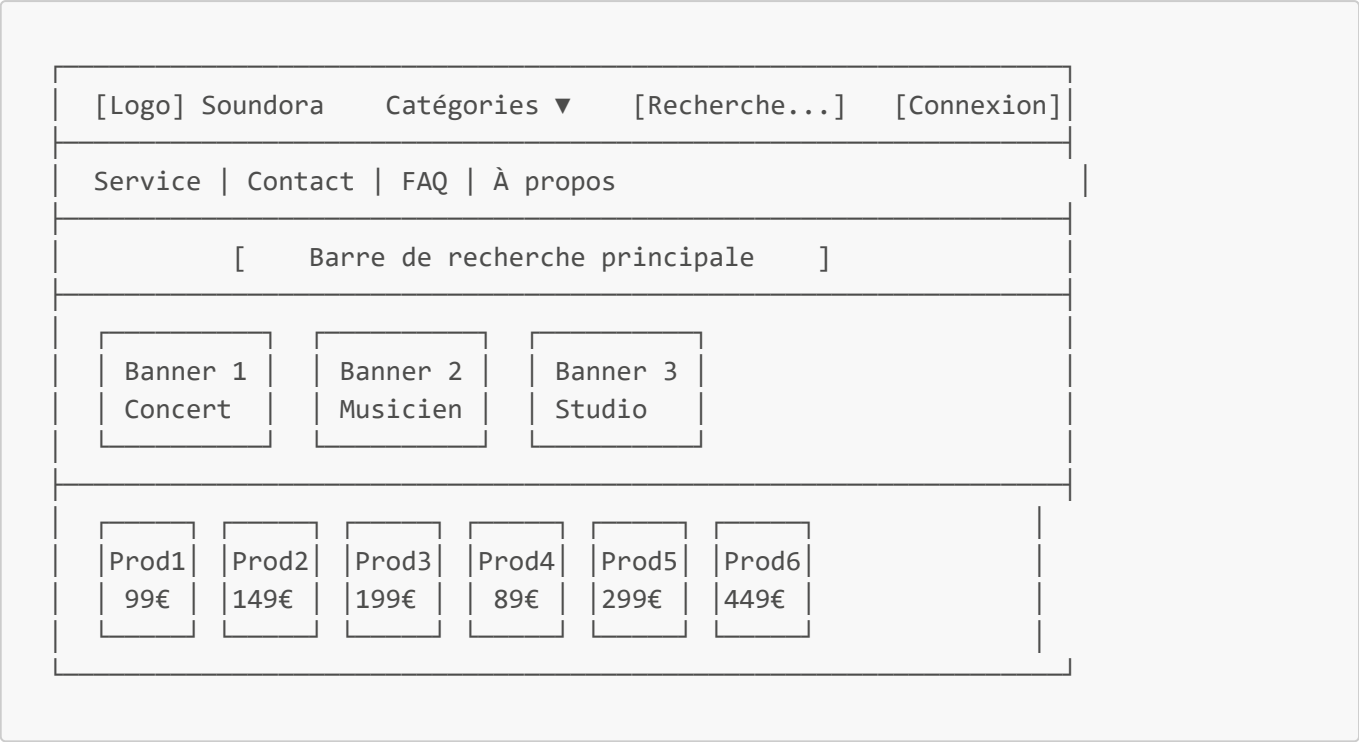 [Logo] Soundora    Catégories ▼    [Recherche...]   [Connexion]
Service | Contact | FAQ | À propos
[    Barre de recherche principale    ]
Banner 1   Banner 2   Banner 3
Concert   Musicien   Studio
Prod1 Prod2 Prod3 Prod4 Prod5 Prod6
99€ 149€ 199€ 89€ 299€ 449€